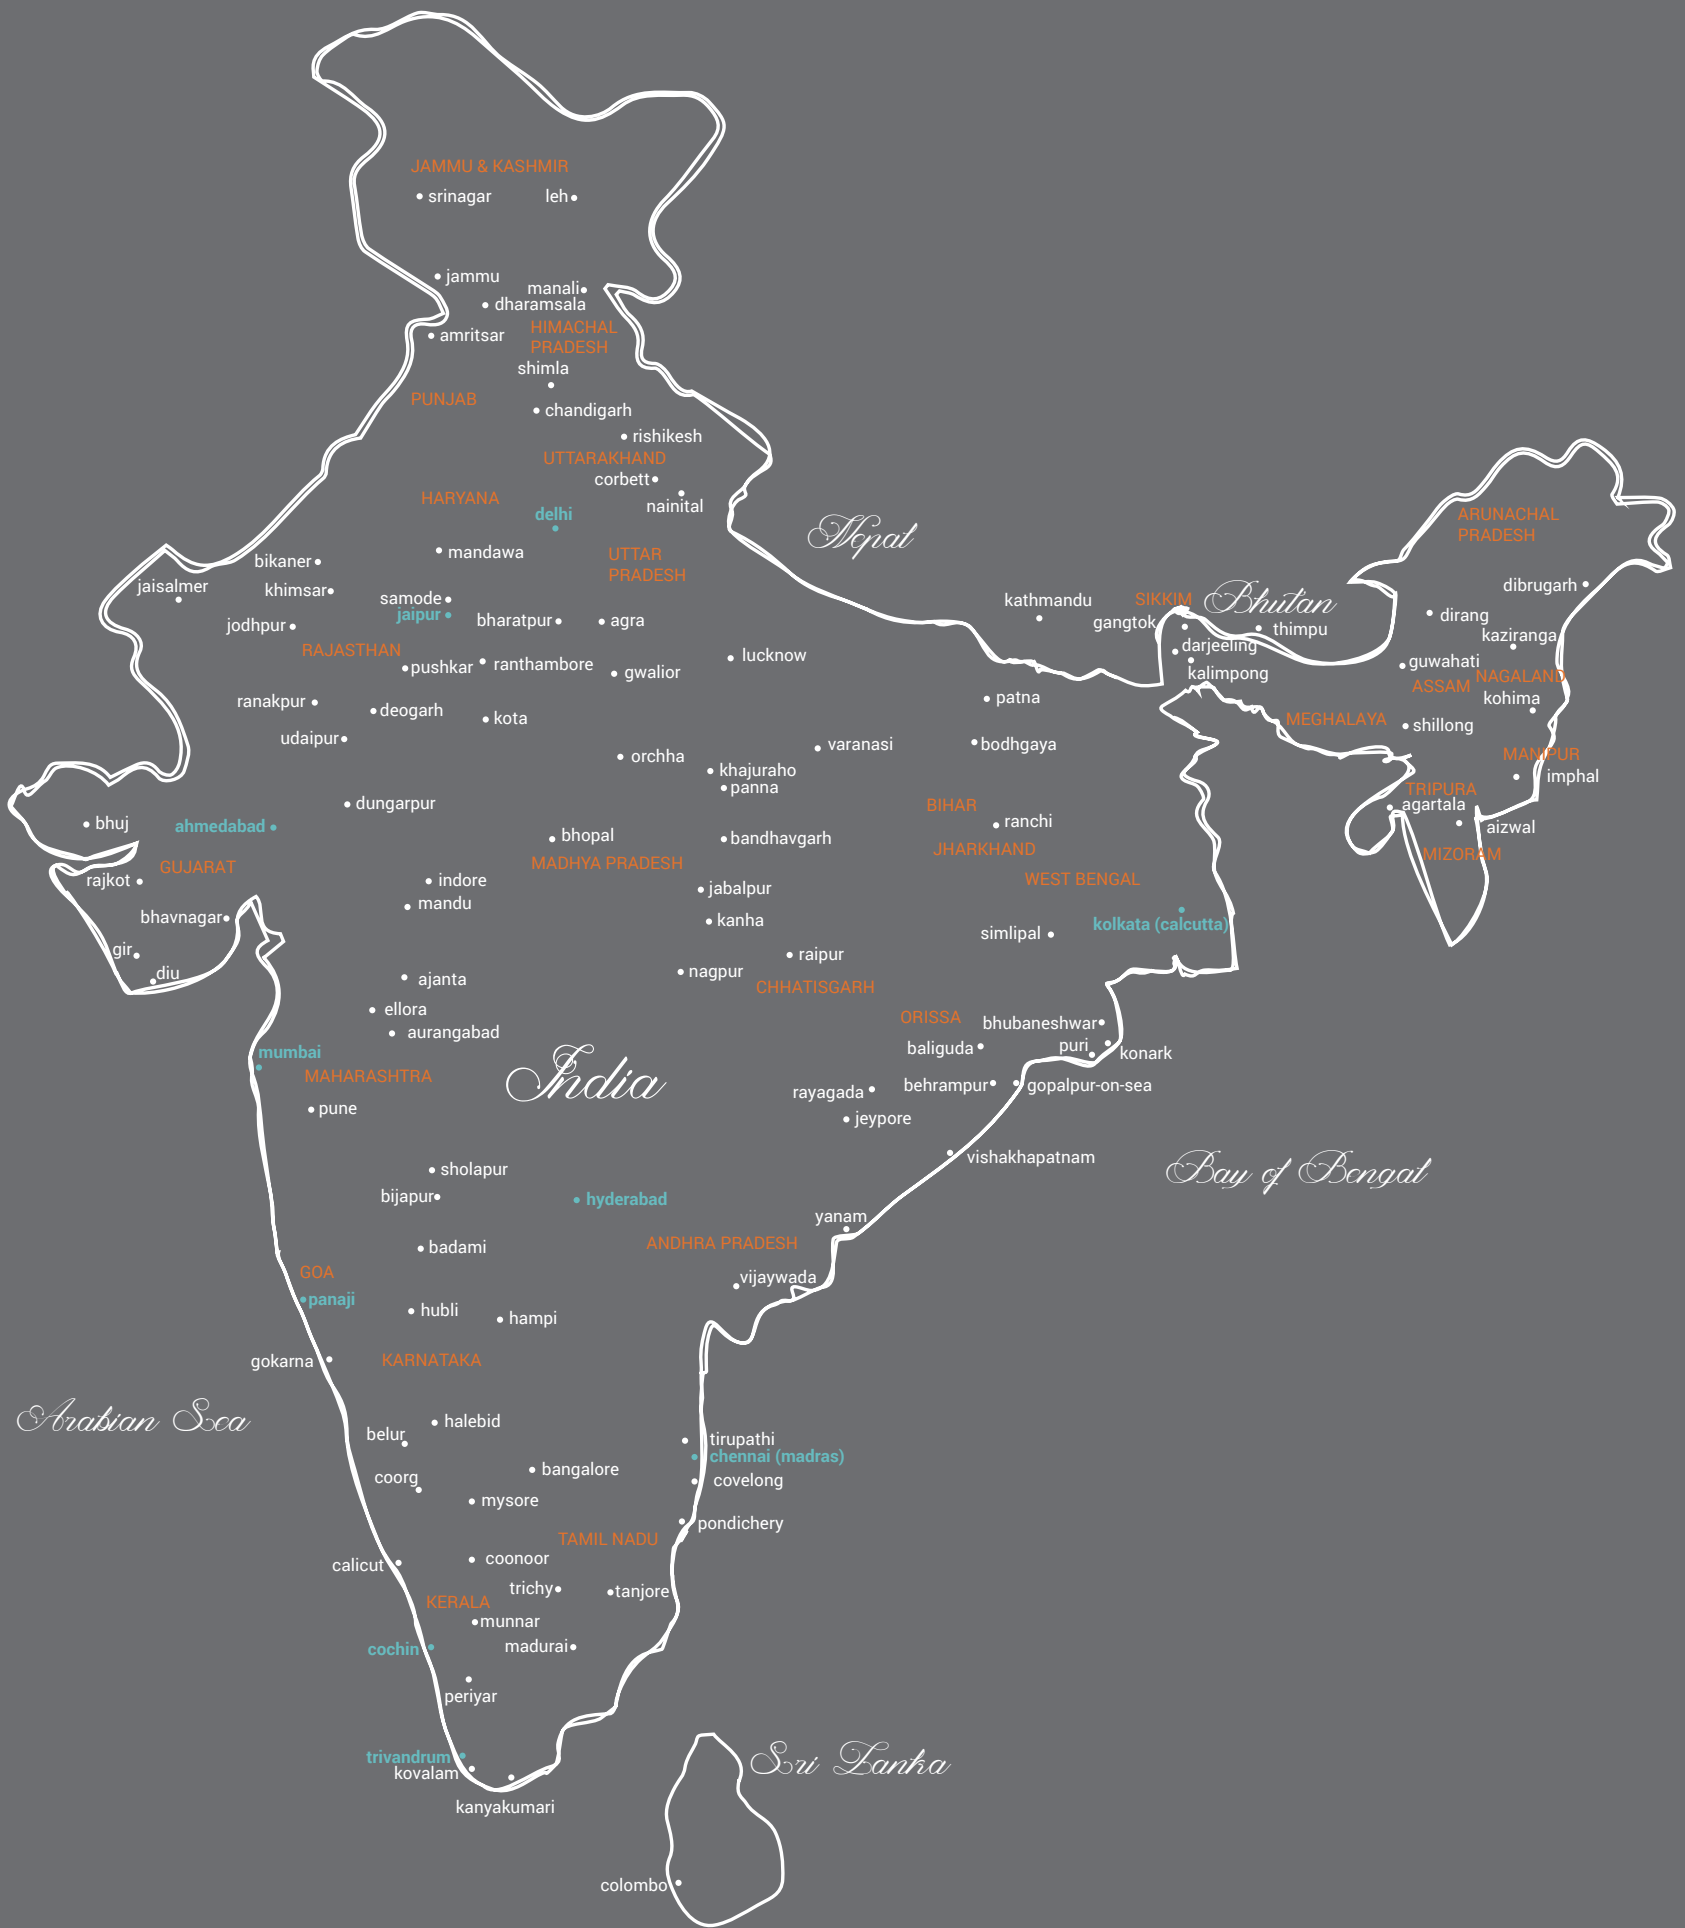 JAMMU & KASHMIR
srinagar
leh
jammu
manali
dharamsala
HIMACHAL
PRADESH
amritsar
shimla
PUNJAB
chandigarh
rishikesh
UTTARAKHAND
corbett
HARYANA
nainital
delhi
Nepal
ARUNACHAL
PRADESH
mandawa
UTTAR
PRADESH
bikaner
jaisalmer
khimsar
dibrugarh
samode
jaipur
kathmandu
SIKKIM
Bhutan
jodhpur
bharatpur
agra
gangtok
thimpu
dirang
kaziranga
RAJASTHAN
darjeeling
pushkar
ranthambore
lucknow
guwahati
gwalior
kalimpong
NAGALAND
ASSAM
ranakpur
deogarh
patna
kohima
kota
MEGHALAYA
shillong
udaipur
varanasi
bodhgaya
orchha
MANIPUR
khajuraho
imphal
panna
TRIPURA
dungarpur
BIHAR
agartala
bhuj
ahmedabad
ranchi
aizwal
bhopal
bandhavgarh
JHARKHAND
MIZORAM
GUJARAT
MADHYA PRADESH
rajkot
indore
WEST BENGAL
jabalpur
mandu
bhavnagar
kanha
kolkata (calcutta)
simlipal
gir
raipur
diu
ajanta
nagpur
CHHATISGARH
ellora
ORISSA
bhubaneshwar
aurangabad
baliguda
puri
konark
mumbai
MAHARASHTRA
India
behrampur
gopalpur-on-sea
rayagada
pune
jeypore
vishakhapatnam
Bay of Bengal
sholapur
bijapur
hyderabad
yanam
badami
ANDHRA PRADESH
GOA
vijaywada
panaji
hubli
hampi
gokarna
KARNATAKA
Arabian Sea
halebid
belur
tirupathi
chennai (madras)
bangalore
coorg
covelong
mysore
pondichery
TAMIL NADU
calicut
coonoor
trichy
tanjore
KERALA
munnar
cochin
madurai
periyar
trivandrum
kovalam
Sri Lanka
kanyakumari
colombo